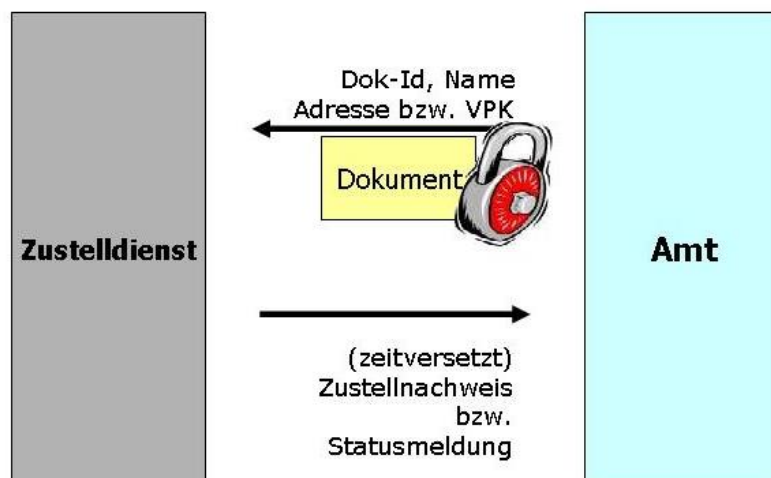 Dok-Id, Name
Adresse bzw. VPK
Dokument
Zustelldienst
Amt
(zeitversetzt)
Zustellnachweis
bzw.
Statusmeldung